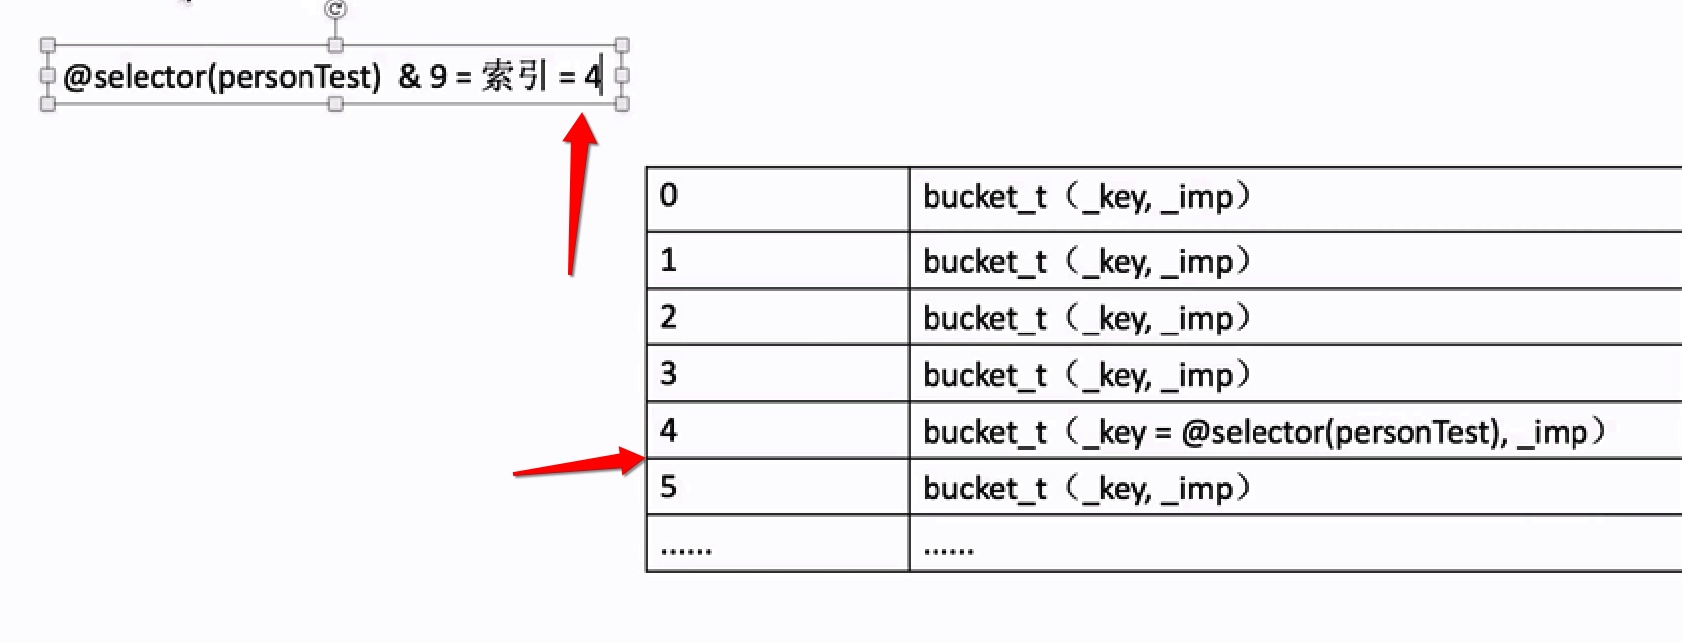 @selector(personTest) & 9 = 索引 = 4
0 bucket_t（_key, _imp）
1 bucket_t（_key, _imp）
2 bucket_t（_key, _imp）
3 bucket_t（_key, _imp）
4 bucket_t（_key = @selector(personTest), _imp）
5 bucket_t（_key, _imp）
...... ......